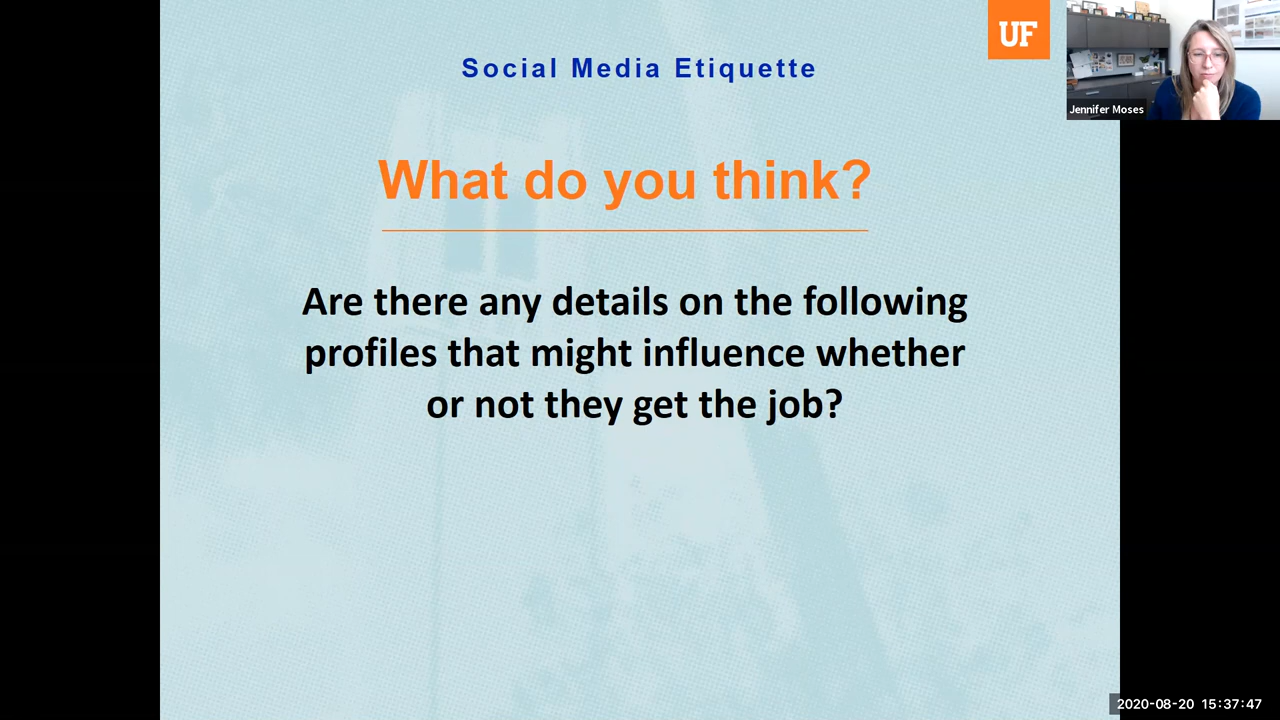 Social Media Etiquette
UF
What do you think?
Are there any details on the following
profiles that might influence whether
or not they get the job?
Jennifer Moses
2020-08-20 15:37:47